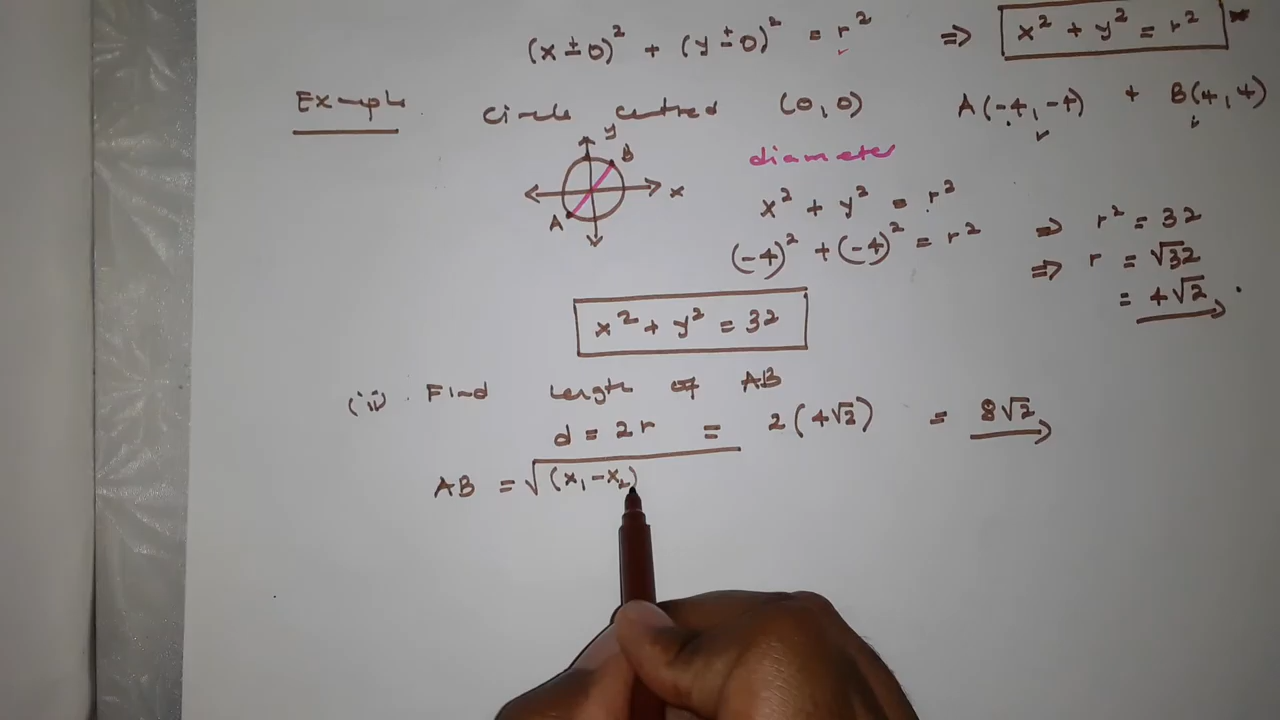 (x ± 0)² + (y ± 0)² = r² ⇒ x² + y² = r² *
Example Circle centred (0,0) A(-4,-4) + B(4,4)
y
B
x
A
diameter
x² + y² = r²
(-4)² + (-4)² = r² ⇒ r² = 32
⇒ r = √32
= 4√2
x² + y² = 32
(ii). Find length of AB
d = 2r = 2(4√2) = 8√2
AB = √(x₁ - x₂)